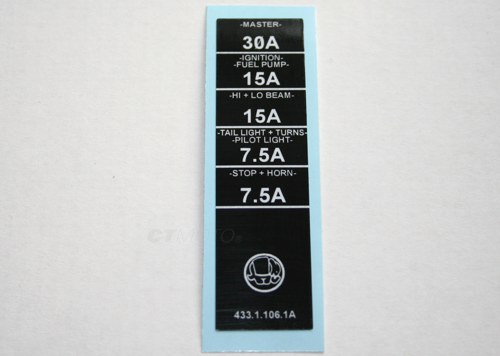 -MASTER-
30A
-IGNITION-
-FUEL PUMP-
15A
-HI + LO BEAM-
15A
-TAIL LIGHT + TURNS-
-PILOT LIGHT-
7.5A
-STOP + HORN-
7.5A
433.1.106.1A